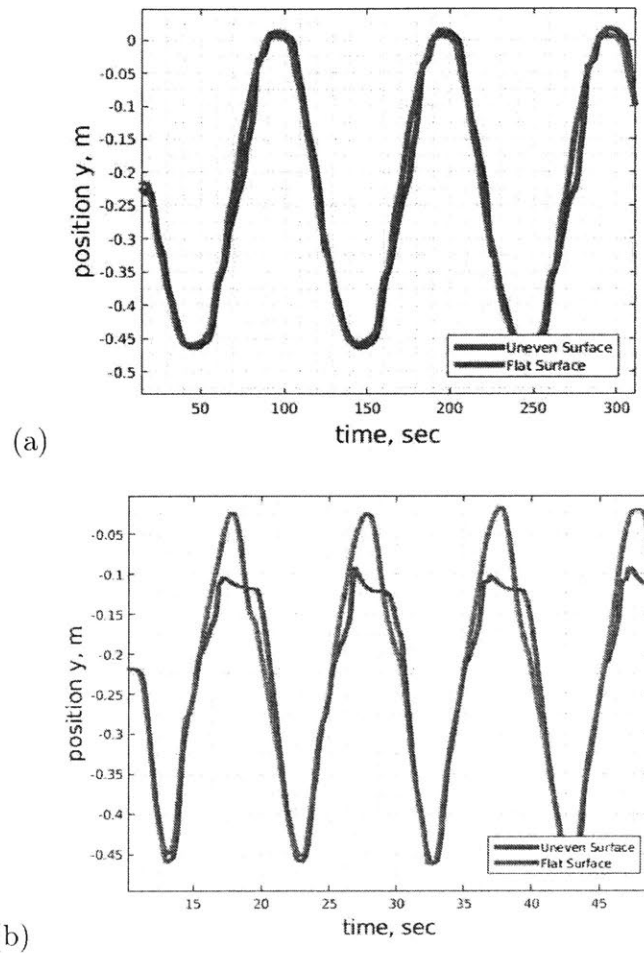 0
-0.05
-0.1
-0.15
-0.2
-0.25
-0.3
-0.35
-0.4
-0.45
-0.5
position y, m
Uneven Surface
Flat Surface
50 100 150 200 250 300
time, sec
(a)
-0.05
-0.1
-0.15
-0.2
-0.25
-0.3
-0.35
-0.4
-0.45
position y, m
Uneven Surface
Flat Surface
15 20 25 30 35 40 45
time, sec
b)